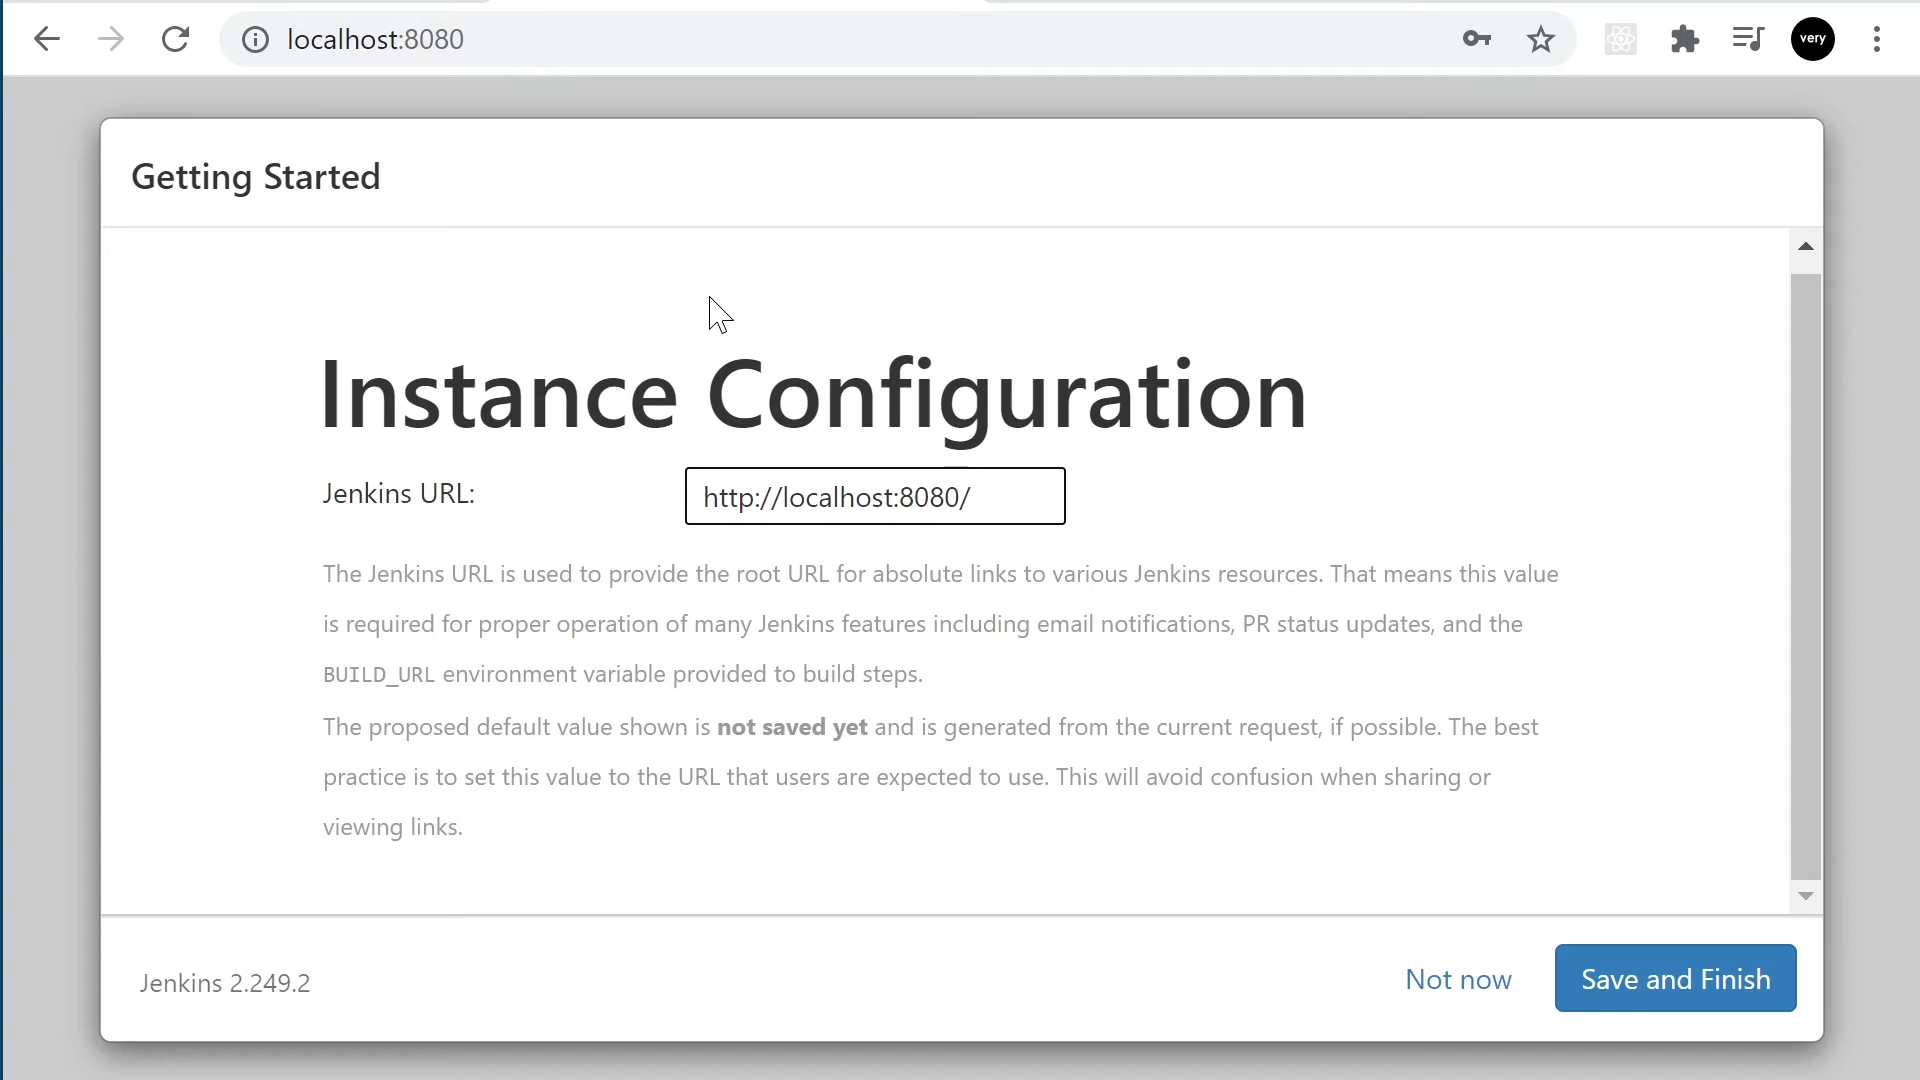 localhost:8080
very
Getting Started
Instance Configuration
Jenkins URL:
http://localhost:8080/
The Jenkins URL is used to provide the root URL for absolute links to various Jenkins resources. That means this value
is required for proper operation of many Jenkins features including email notifications, PR status updates, and the
BUILD_URL environment variable provided to build steps.
The proposed default value shown is not saved yet and is generated from the current request, if possible. The best
practice is to set this value to the URL that users are expected to use. This will avoid confusion when sharing or
viewing links.
Jenkins 2.249.2
Not now
Save and Finish